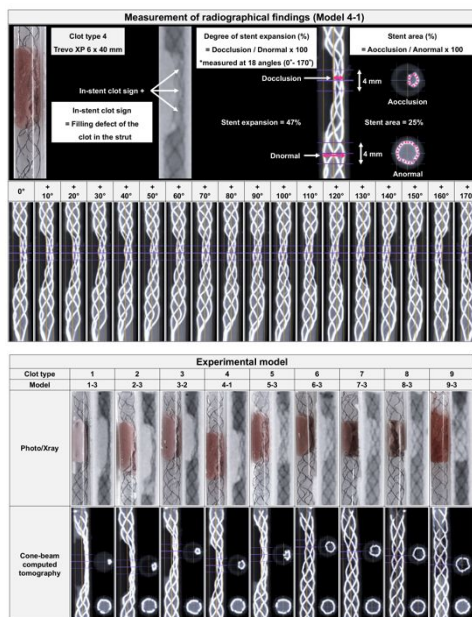 Measurement of radiographical findings (Model 4-1)
Clot type 4
Trevo XP 6 x 40 mm
In-stent clot sign +
In-stent clot sign
= Filling defect of the
clot in the strut
Degree of stent expansion (%)
= Docclusion / Dnormal x 100
*measured at 18 angles (0°- 170°)
Stent area (%)
= Aocclusion / Anormal x 100
Docclusion
4 mm
Aocclusion
Stent expansion = 47%
Stent area = 25%
Dnormal
4 mm
Anormal
0° + 10° + 20° + 30° + 40° + 50° + 60° + 70° + 80° + 90° + 100° + 110° + 120° + 130° + 140° + 150° + 160° + 170°
Experimental model
Clot type 1 2 3 4 5 6 7 8 9
Model 1-3 2-3 3-2 4-1 5-3 6-3 7-3 8-3 9-3
Photo/Xray
Cone-beam
computed
tomography